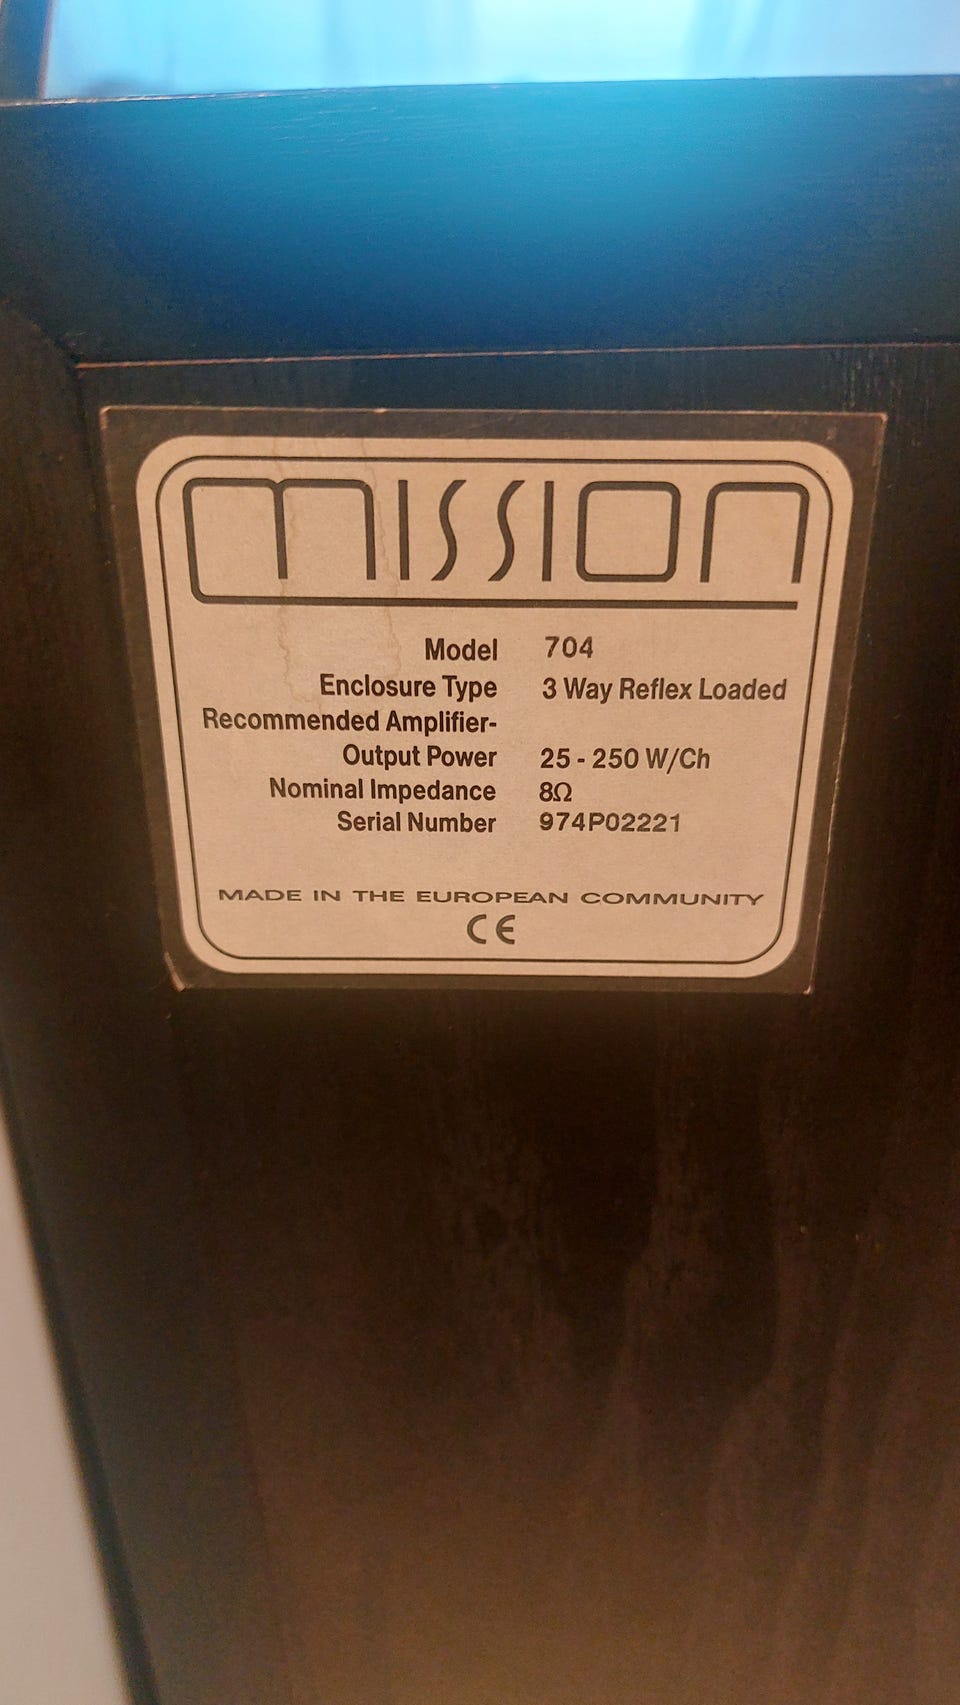 mission
Model 704
Enclosure Type 3 Way Reflex Loaded
Recommended Amplifier-
Output Power 25 - 250 W/Ch
Nominal Impedance 8Ω
Serial Number 974P02221
MADE IN THE EUROPEAN COMMUNITY
CE